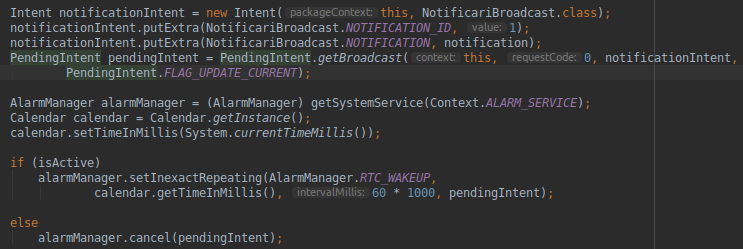 Intent notificationIntent = new Intent( packageContext: this, NotificariBroadcast.class);
notificationIntent.putExtra(NotificariBroadcast.NOTIFICATION_ID, value: 1);
notificationIntent.putExtra(NotificariBroadcast.NOTIFICATION, notification);
PendingIntent pendingIntent = PendingIntent.getBroadcast( context: this, requestCode: 0, notificationIntent,
PendingIntent.FLAG_UPDATE_CURRENT);
AlarmManager alarmManager = (AlarmManager) getSystemService(Context.ALARM_SERVICE);
Calendar calendar = Calendar.getInstance();
calendar.setTimeInMillis(System.currentTimeMillis());
if (isActive)
alarmManager.setInexactRepeating(AlarmManager.RTC_WAKEUP,
calendar.getTimeInMillis(), intervalMillis: 60 * 1000, pendingIntent);
else
alarmManager.cancel(pendingIntent);